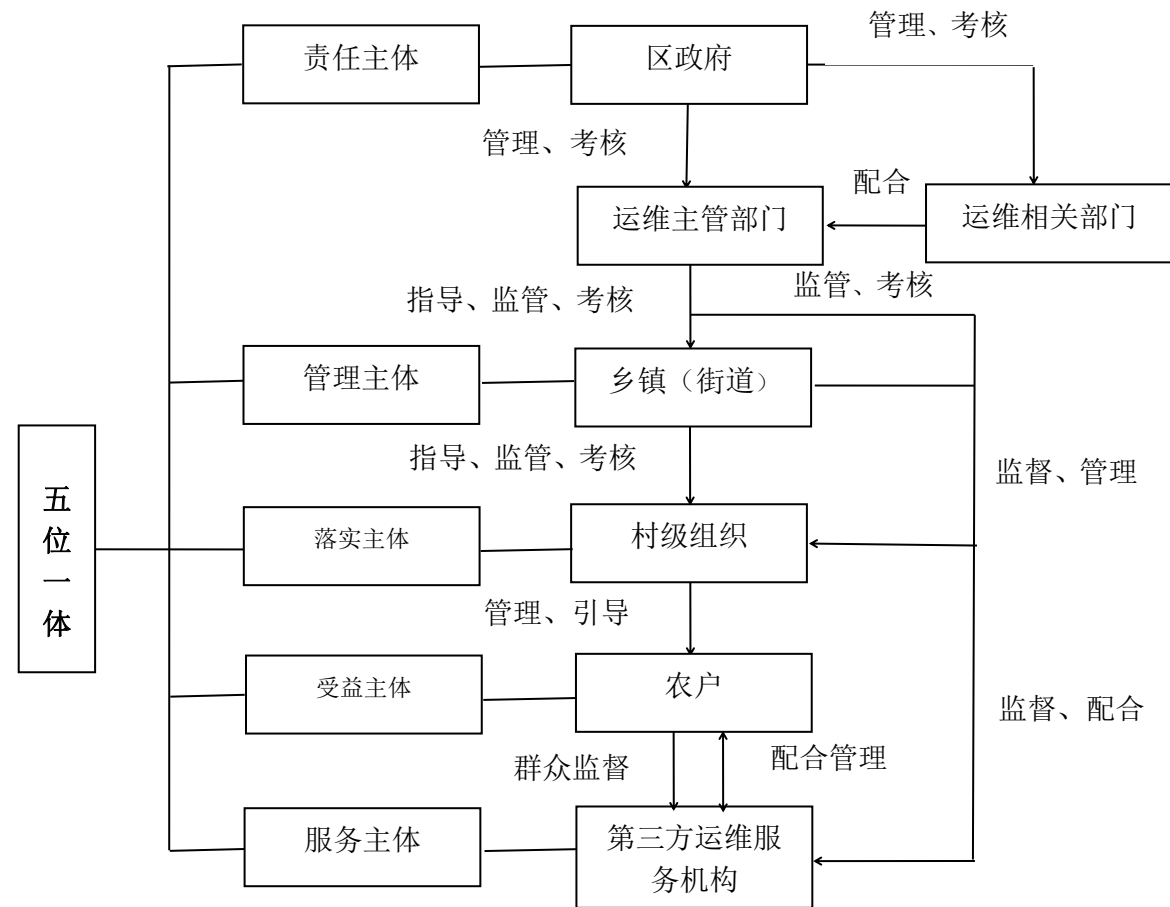 管理、考核
责任主体
区政府
管理、考核
配合
运维主管部门
运维相关部门
监管、考核
指导、监管、考核
管理主体
乡镇（街道）
指导、监管、考核
监督、管理
五
位
一
体
落实主体
村级组织
管理、引导
受益主体
农户
监督、配合
群众监督
配合管理
服务主体
第三方运维服
务机构